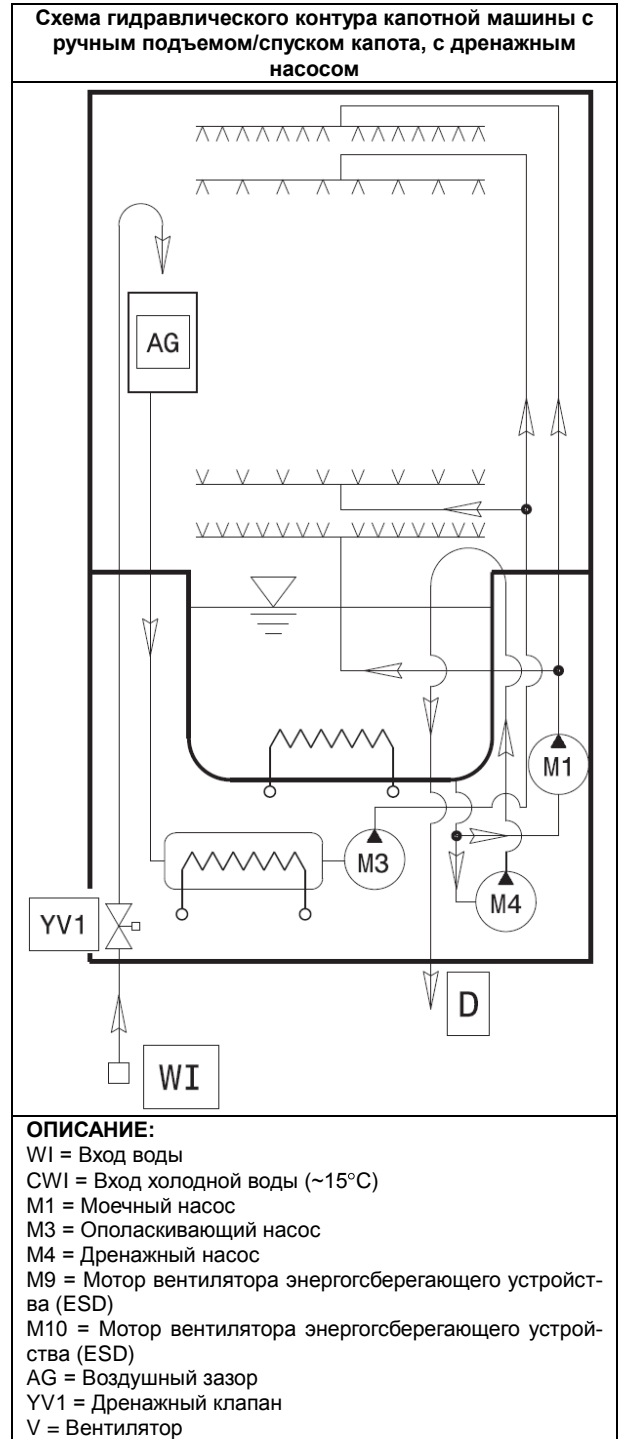 Схема гидравлического контура капотной машины с
ручным подъемом/спуском капота, с дренажным
насосом
AG
M1
M3
M4
YV1
D
WI
ОПИСАНИЕ:
WI = Вход воды
CWI = Вход холодной воды (~15°C)
M1 = Моечный насос
M3 = Ополаскивающий насос
M4 = Дренажный насос
M9 = Мотор вентилятора энергогсберегающего устройст-
ва (ESD)
M10 = Мотор вентилятора энергогсберегающего устрой-
ства (ESD)
AG = Воздушный зазор
YV1 = Дренажный клапан
V = Вентилятор